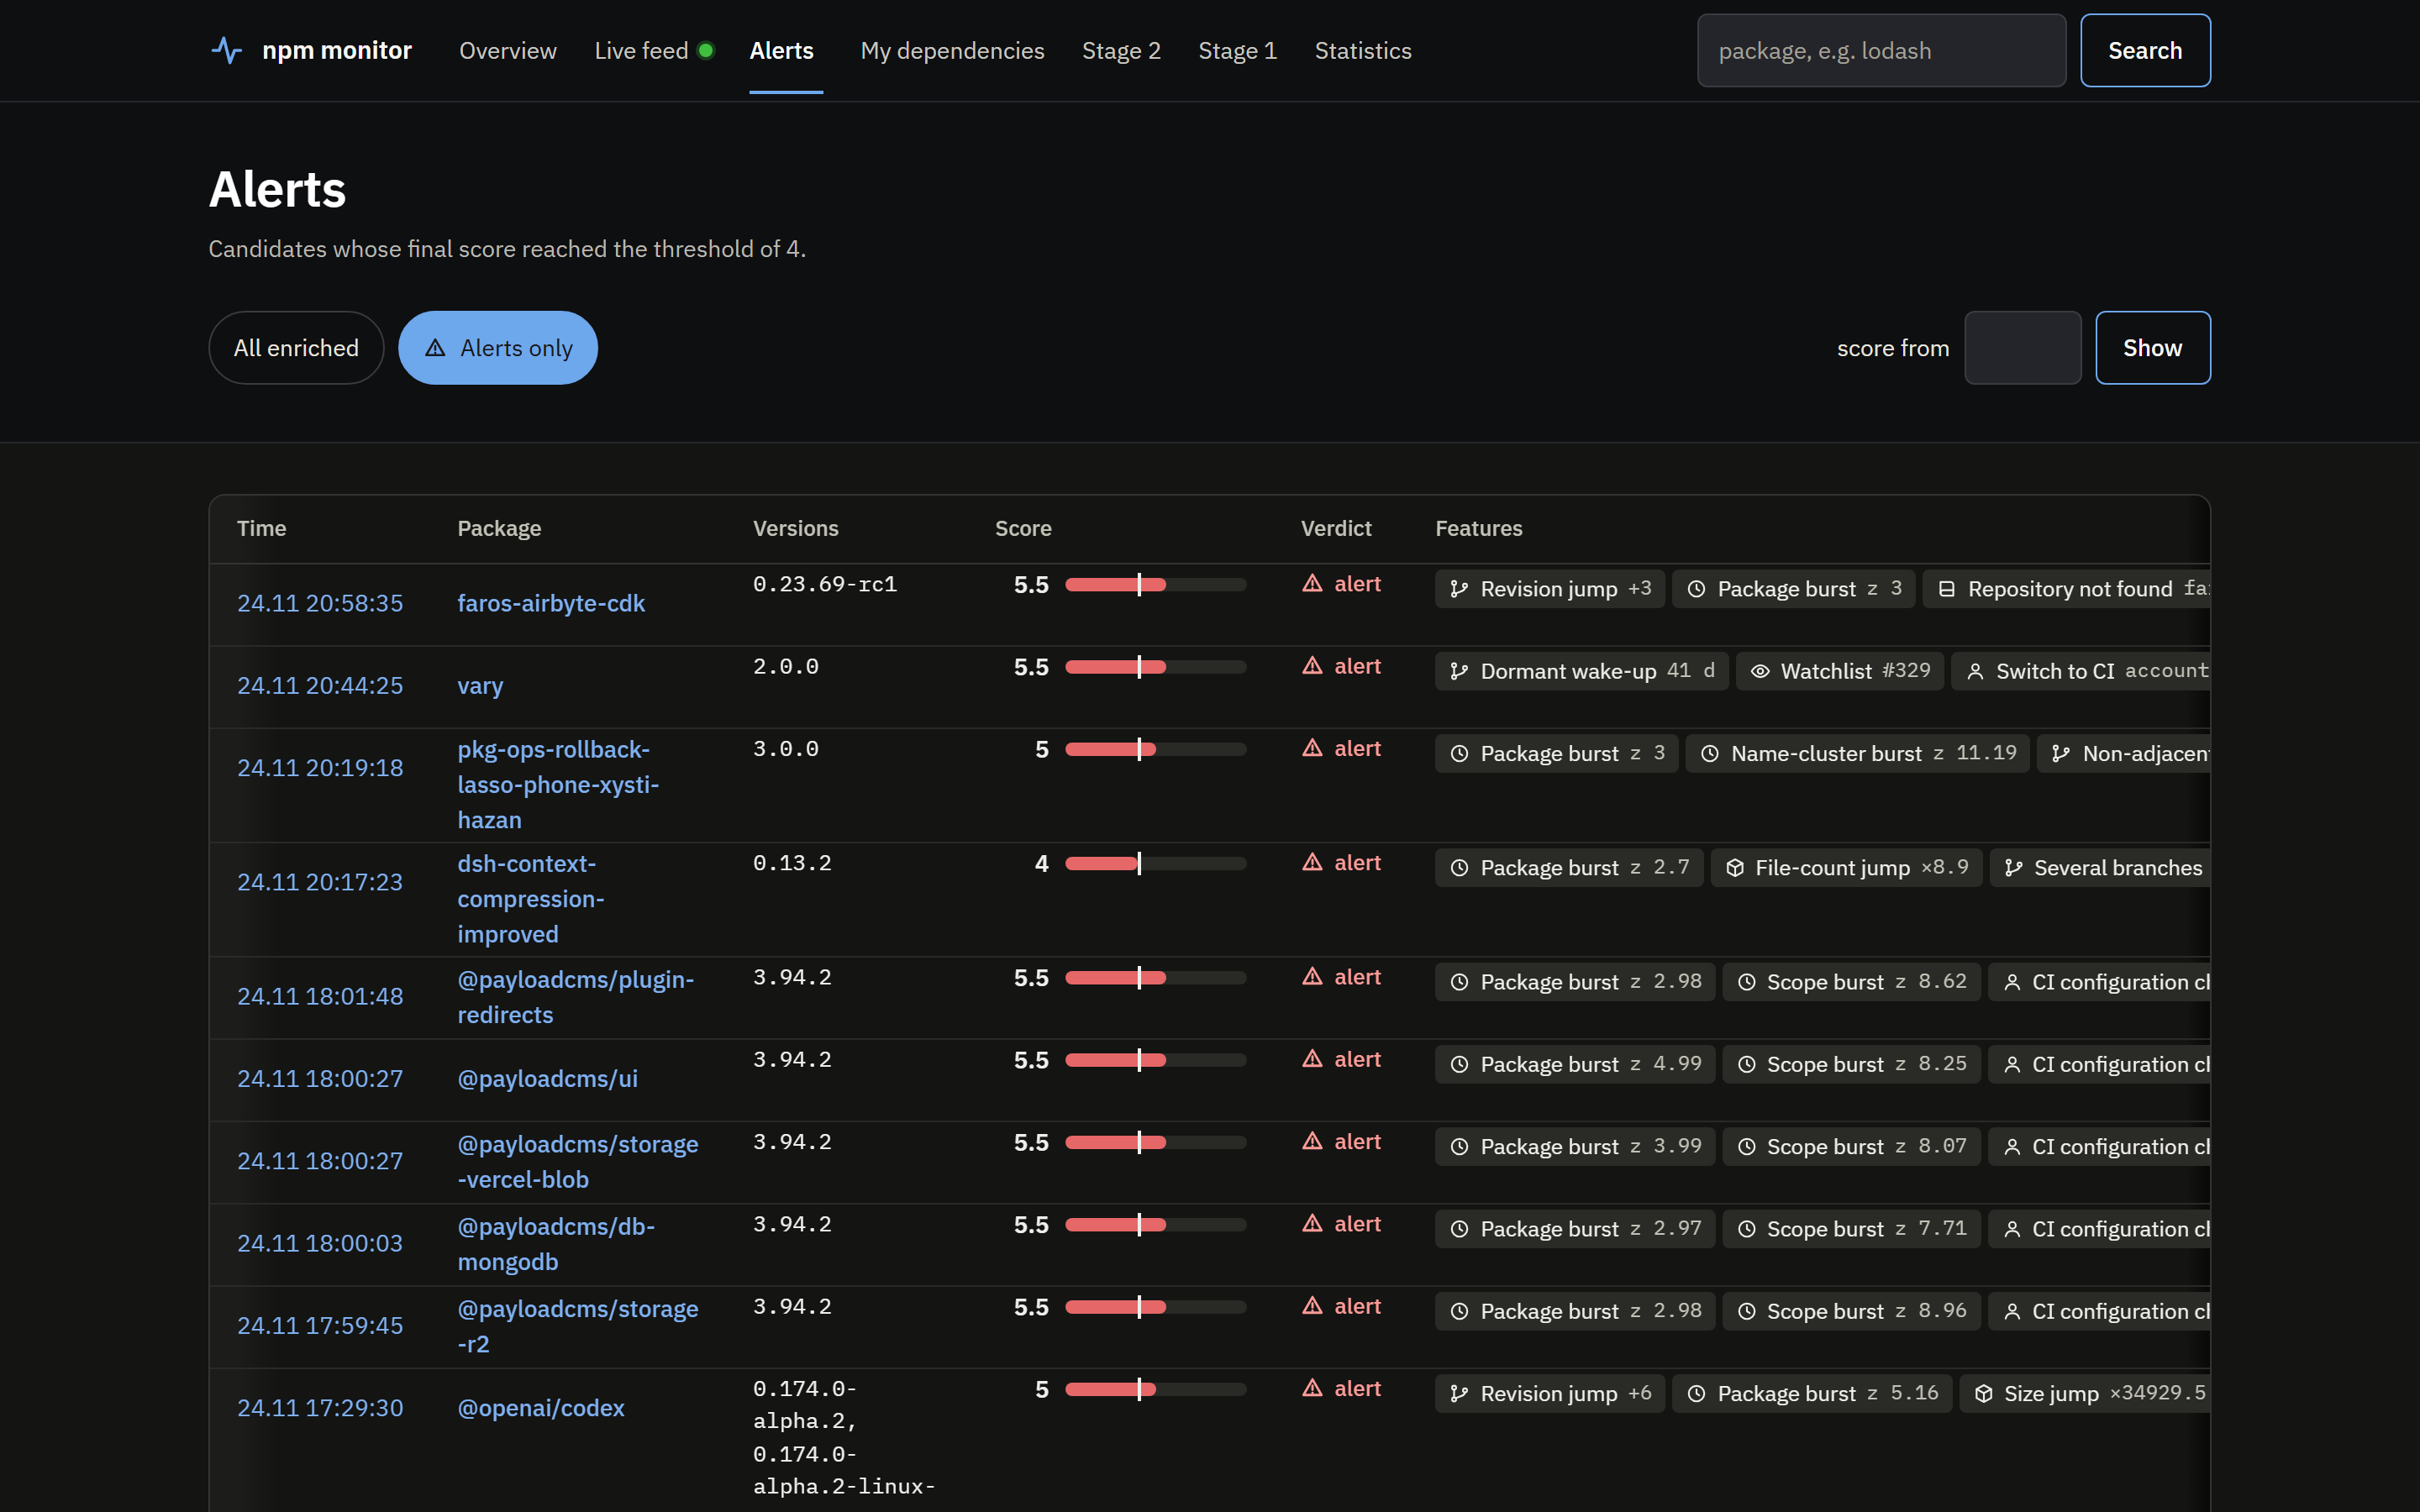 npm monitor Overview Live feed Alerts My dependencies Stage 2 Stage 1 Statistics package, e.g. lodash Search
Alerts
Candidates whose final score reached the threshold of 4.
All enriched Alerts only score from Show
Time Package Versions Score Verdict Features
24.11 20:58:35 faros-airbyte-cdk 0.23.69-rc1 5.5 alert Revision jump +3 Package burst z 3 Repository not found fa
24.11 20:44:25 vary 2.0.0 5.5 alert Dormant wake-up 41 d Watchlist #329 Switch to CI account
24.11 20:19:18 pkg-ops-rollback- 3.0.0 5 alert Package burst z 3 Name-cluster burst z 11.19 Non-adjacen
lasso-phone-xysti-
hazan
24.11 20:17:23 dsh-context- 0.13.2 4 alert Package burst z 2.7 File-count jump ×8.9 Several branches
compression-
improved
24.11 18:01:48 @payloadcms/plugin- 3.94.2 5.5 alert Package burst z 2.98 Scope burst z 8.62 CI configuration c
redirects
24.11 18:00:27 @payloadcms/ui 3.94.2 5.5 alert Package burst z 4.99 Scope burst z 8.25 CI configuration c
24.11 18:00:27 @payloadcms/storage 3.94.2 5.5 alert Package burst z 3.99 Scope burst z 8.07 CI configuration c
-vercel-blob
24.11 18:00:03 @payloadcms/db- 3.94.2 5.5 alert Package burst z 2.97 Scope burst z 7.71 CI configuration c
mongodb
24.11 17:59:45 @payloadcms/storage 3.94.2 5.5 alert Package burst z 2.98 Scope burst z 8.96 CI configuration c
-r2
24.11 17:29:30 @openai/codex 0.174.0- 5 alert Revision jump +6 Package burst z 5.16 Size jump ×34929.5
alpha.2,
0.174.0-
alpha.2-linux-